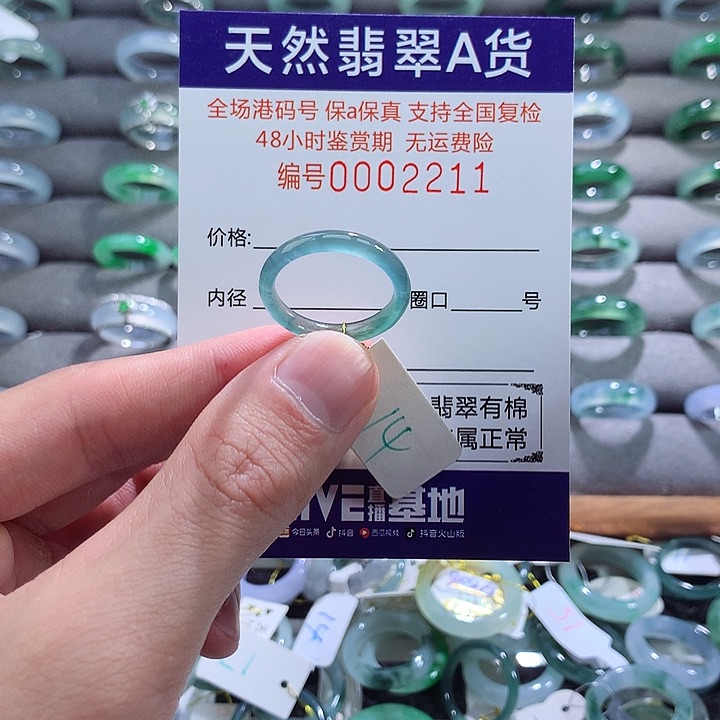 天然翡翠A货
全场港码号 保a保真 支持全国复检
48小时鉴赏期 无运费险
编号0002211
价格:
内径 圈口 号
翡翠有棉
属正常
14
直播
基地
今日头条 抖音 西瓜视频 抖音火山版